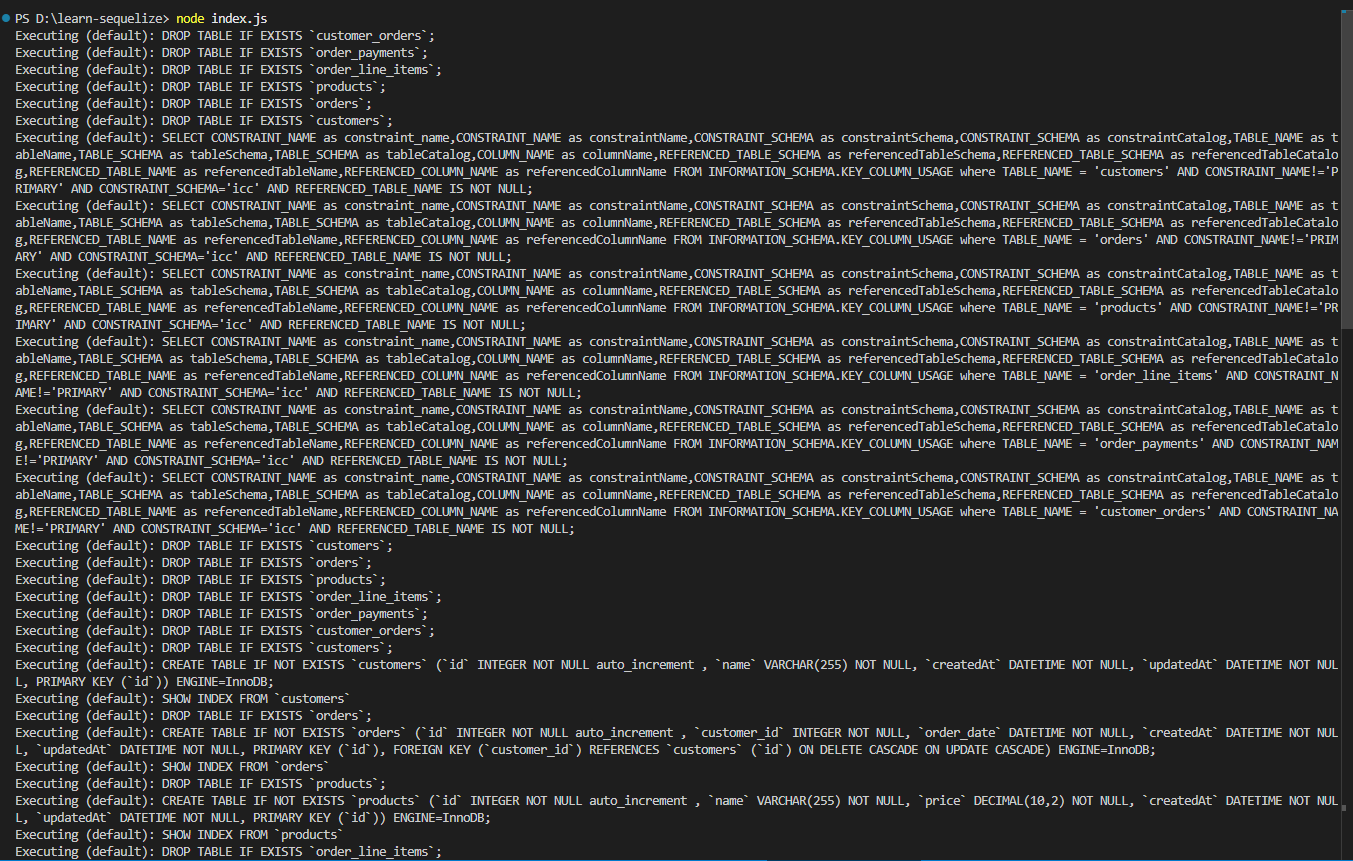 PS D:\learn-sequelize> node index.js
Executing (default): DROP TABLE IF EXISTS `customer_orders`;
Executing (default): DROP TABLE IF EXISTS `order_payments`;
Executing (default): DROP TABLE IF EXISTS `order_line_items`;
Executing (default): DROP TABLE IF EXISTS `products`;
Executing (default): DROP TABLE IF EXISTS `orders`;
Executing (default): DROP TABLE IF EXISTS `customers`;
Executing (default): SELECT CONSTRAINT_NAME as constraint_name,CONSTRAINT_NAME as constraintName,CONSTRAINT_SCHEMA as constraintSchema,CONSTRAINT_SCHEMA as constraintCatalog,TABLE_NAME as t
ableName,TABLE_SCHEMA as tableSchema,TABLE_SCHEMA as tableCatalog,COLUMN_NAME as columnName,REFERENCED_TABLE_SCHEMA as referencedTableSchema,REFERENCED_TABLE_SCHEMA as referencedTableCatalo
g,REFERENCED_TABLE_NAME as referencedTableName,REFERENCED_COLUMN_NAME as referencedColumnName FROM INFORMATION_SCHEMA.KEY_COLUMN_USAGE where TABLE_NAME = 'customers' AND CONSTRAINT_NAME!='P
RIMARY' AND CONSTRAINT_SCHEMA='icc' AND REFERENCED_TABLE_NAME IS NOT NULL;
Executing (default): SELECT CONSTRAINT_NAME as constraint_name,CONSTRAINT_NAME as constraintName,CONSTRAINT_SCHEMA as constraintSchema,CONSTRAINT_SCHEMA as constraintCatalog,TABLE_NAME as t
ableName,TABLE_SCHEMA as tableSchema,TABLE_SCHEMA as tableCatalog,COLUMN_NAME as columnName,REFERENCED_TABLE_SCHEMA as referencedTableSchema,REFERENCED_TABLE_SCHEMA as referencedTableCatalo
g,REFERENCED_TABLE_NAME as referencedTableName,REFERENCED_COLUMN_NAME as referencedColumnName FROM INFORMATION_SCHEMA.KEY_COLUMN_USAGE where TABLE_NAME = 'orders' AND CONSTRAINT_NAME!='PRIM
ARY' AND CONSTRAINT_SCHEMA='icc' AND REFERENCED_TABLE_NAME IS NOT NULL;
Executing (default): SELECT CONSTRAINT_NAME as constraint_name,CONSTRAINT_NAME as constraintName,CONSTRAINT_SCHEMA as constraintSchema,CONSTRAINT_SCHEMA as constraintCatalog,TABLE_NAME as t
ableName,TABLE_SCHEMA as tableSchema,TABLE_SCHEMA as tableCatalog,COLUMN_NAME as columnName,REFERENCED_TABLE_SCHEMA as referencedTableSchema,REFERENCED_TABLE_SCHEMA as referencedTableCatalo
g,REFERENCED_TABLE_NAME as referencedTableName,REFERENCED_COLUMN_NAME as referencedColumnName FROM INFORMATION_SCHEMA.KEY_COLUMN_USAGE where TABLE_NAME = 'products' AND CONSTRAINT_NAME!='PR
IMARY' AND CONSTRAINT_SCHEMA='icc' AND REFERENCED_TABLE_NAME IS NOT NULL;
Executing (default): SELECT CONSTRAINT_NAME as constraint_name,CONSTRAINT_NAME as constraintName,CONSTRAINT_SCHEMA as constraintSchema,CONSTRAINT_SCHEMA as constraintCatalog,TABLE_NAME as t
ableName,TABLE_SCHEMA as tableSchema,TABLE_SCHEMA as tableCatalog,COLUMN_NAME as columnName,REFERENCED_TABLE_SCHEMA as referencedTableSchema,REFERENCED_TABLE_SCHEMA as referencedTableCatalo
g,REFERENCED_TABLE_NAME as referencedTableName,REFERENCED_COLUMN_NAME as referencedColumnName FROM INFORMATION_SCHEMA.KEY_COLUMN_USAGE where TABLE_NAME = 'order_line_items' AND CONSTRAINT_N
AME!='PRIMARY' AND CONSTRAINT_SCHEMA='icc' AND REFERENCED_TABLE_NAME IS NOT NULL;
Executing (default): SELECT CONSTRAINT_NAME as constraint_name,CONSTRAINT_NAME as constraintName,CONSTRAINT_SCHEMA as constraintSchema,CONSTRAINT_SCHEMA as constraintCatalog,TABLE_NAME as t
ableName,TABLE_SCHEMA as tableSchema,TABLE_SCHEMA as tableCatalog,COLUMN_NAME as columnName,REFERENCED_TABLE_SCHEMA as referencedTableSchema,REFERENCED_TABLE_SCHEMA as referencedTableCatalo
g,REFERENCED_TABLE_NAME as referencedTableName,REFERENCED_COLUMN_NAME as referencedColumnName FROM INFORMATION_SCHEMA.KEY_COLUMN_USAGE where TABLE_NAME = 'order_payments' AND CONSTRAINT_NAM
E!='PRIMARY' AND CONSTRAINT_SCHEMA='icc' AND REFERENCED_TABLE_NAME IS NOT NULL;
Executing (default): SELECT CONSTRAINT_NAME as constraint_name,CONSTRAINT_NAME as constraintName,CONSTRAINT_SCHEMA as constraintSchema,CONSTRAINT_SCHEMA as constraintCatalog,TABLE_NAME as t
ableName,TABLE_SCHEMA as tableSchema,TABLE_SCHEMA as tableCatalog,COLUMN_NAME as columnName,REFERENCED_TABLE_SCHEMA as referencedTableSchema,REFERENCED_TABLE_SCHEMA as referencedTableCatalo
g,REFERENCED_TABLE_NAME as referencedTableName,REFERENCED_COLUMN_NAME as referencedColumnName FROM INFORMATION_SCHEMA.KEY_COLUMN_USAGE where TABLE_NAME = 'customer_orders' AND CONSTRAINT_NA
ME!='PRIMARY' AND CONSTRAINT_SCHEMA='icc' AND REFERENCED_TABLE_NAME IS NOT NULL;
Executing (default): DROP TABLE IF EXISTS `customers`;
Executing (default): DROP TABLE IF EXISTS `orders`;
Executing (default): DROP TABLE IF EXISTS `products`;
Executing (default): DROP TABLE IF EXISTS `order_line_items`;
Executing (default): DROP TABLE IF EXISTS `order_payments`;
Executing (default): DROP TABLE IF EXISTS `customer_orders`;
Executing (default): DROP TABLE IF EXISTS `customers`;
Executing (default): CREATE TABLE IF NOT EXISTS `customers` (`id` INTEGER NOT NULL auto_increment , `name` VARCHAR(255) NOT NULL, `createdAt` DATETIME NOT NULL, `updatedAt` DATETIME NOT NUL
L, PRIMARY KEY (`id`)) ENGINE=InnoDB;
Executing (default): SHOW INDEX FROM `customers`
Executing (default): DROP TABLE IF EXISTS `orders`;
Executing (default): CREATE TABLE IF NOT EXISTS `orders` (`id` INTEGER NOT NULL auto_increment , `customer_id` INTEGER NOT NULL, `order_date` DATETIME NOT NULL, `createdAt` DATETIME NOT NUL
L, `updatedAt` DATETIME NOT NULL, PRIMARY KEY (`id`), FOREIGN KEY (`customer_id`) REFERENCES `customers` (`id`) ON DELETE CASCADE ON UPDATE CASCADE) ENGINE=InnoDB;
Executing (default): SHOW INDEX FROM `orders`
Executing (default): DROP TABLE IF EXISTS `products`;
Executing (default): CREATE TABLE IF NOT EXISTS `products` (`id` INTEGER NOT NULL auto_increment , `name` VARCHAR(255) NOT NULL, `price` DECIMAL(10,2) NOT NULL, `createdAt` DATETIME NOT NUL
L, `updatedAt` DATETIME NOT NULL, PRIMARY KEY (`id`)) ENGINE=InnoDB;
Executing (default): SHOW INDEX FROM `products`
Executing (default): DROP TABLE IF EXISTS `order_line_items`;